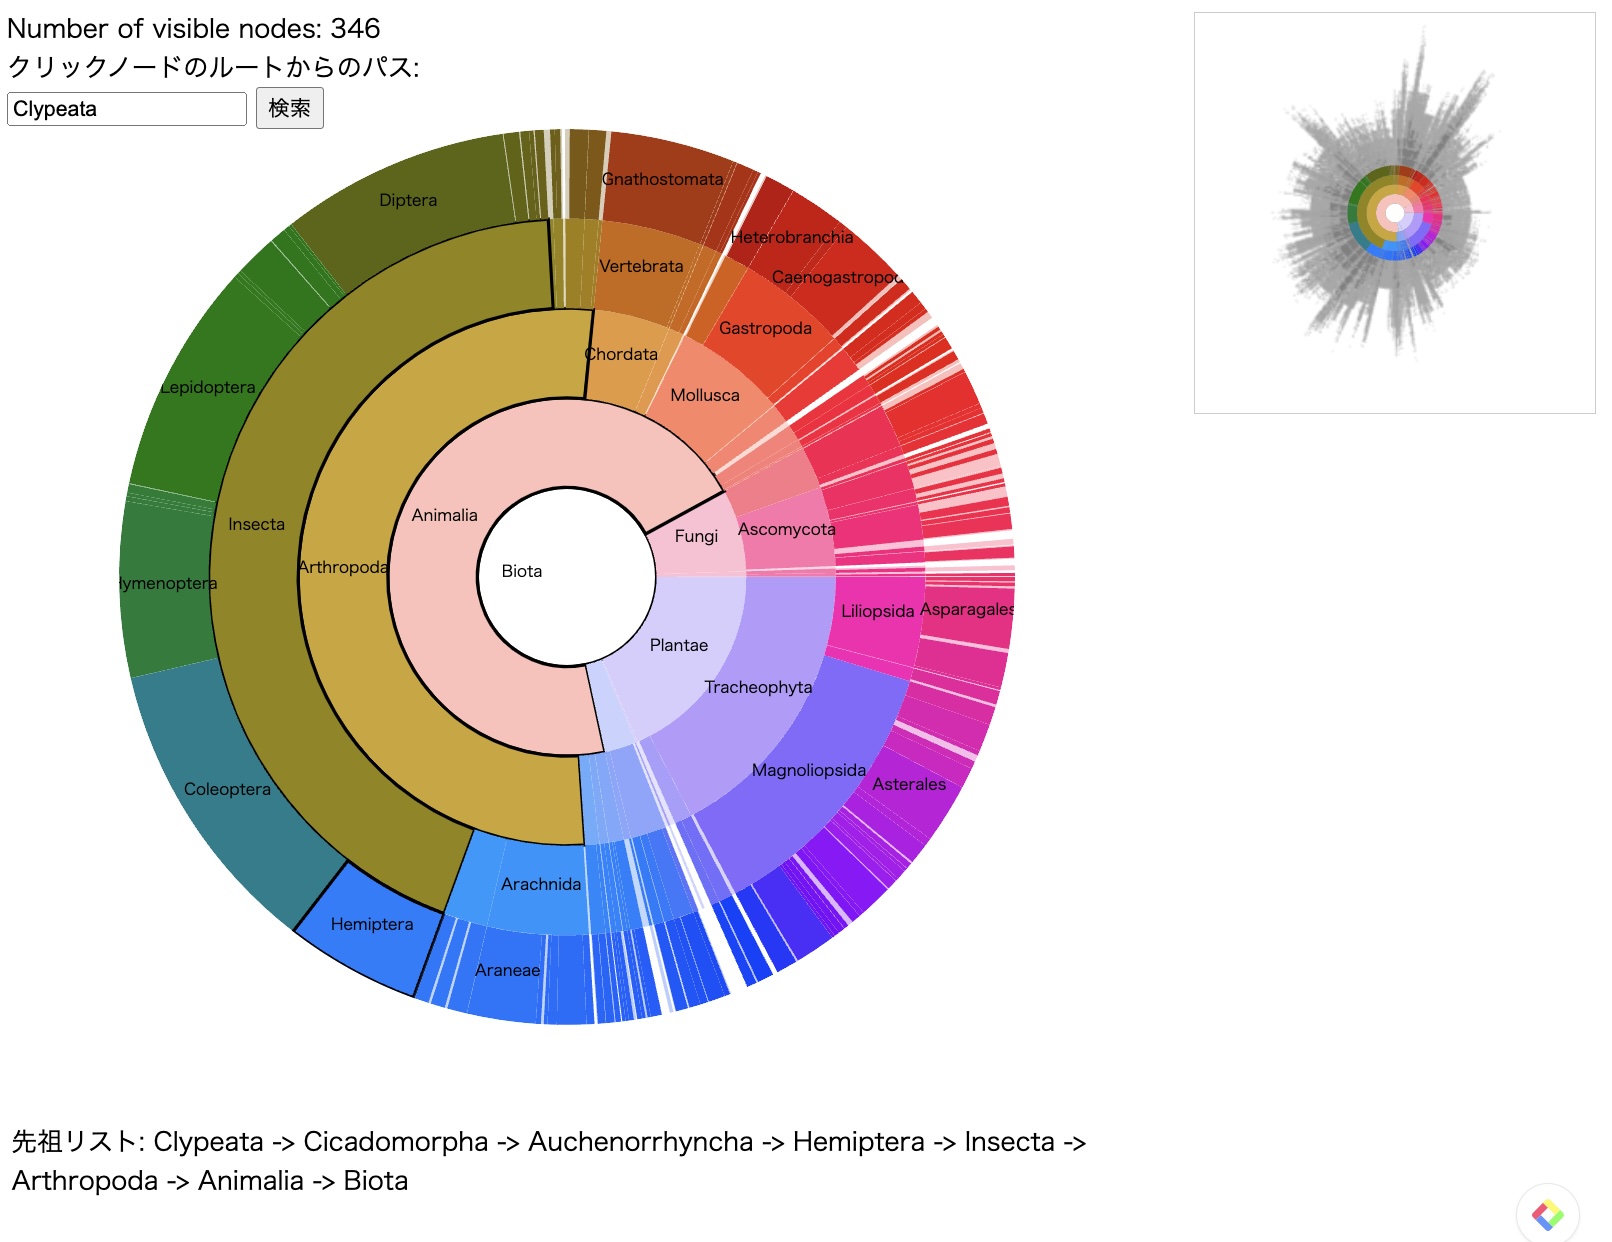 Number of visible nodes: 346
クリックノードのルートからのパス:
Clypeata
検索
Diptera
Gnathostomata
Heterobranchia
Vertebrata
Caenogastropod
Gastropoda
Chordata
Lepidoptera
Mollusca
Animalia
Insecta
Ascomycota
Fungi
Arthropoda
Biota
Hymenoptera
Liliopsida
Asparagales
Plantae
Tracheophyta
Magnoliopsida
Asterales
Coleoptera
Arachnida
Hemiptera
Araneae
先祖リスト: Clypeata -> Cicadomorpha -> Auchenorrhyncha -> Hemiptera -> Insecta ->
Arthropoda -> Animalia -> Biota